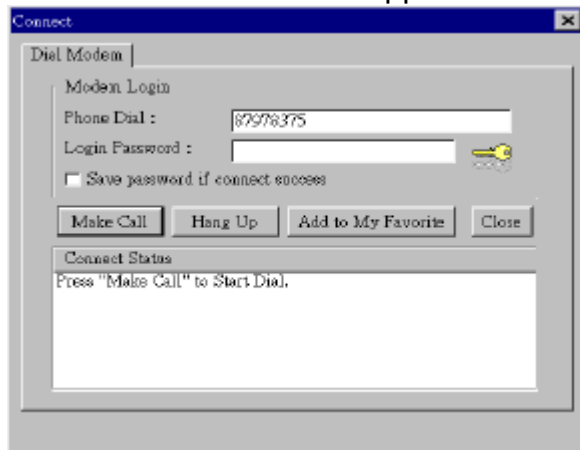 Connect
Dial Modem
Modem Login
Phone Dial :
87978375
Login Password :
Save password if connect success
Make Call
Hang Up
Add to My Favorite
Close
Connect Status
Press "Make Call" to Start Dial.